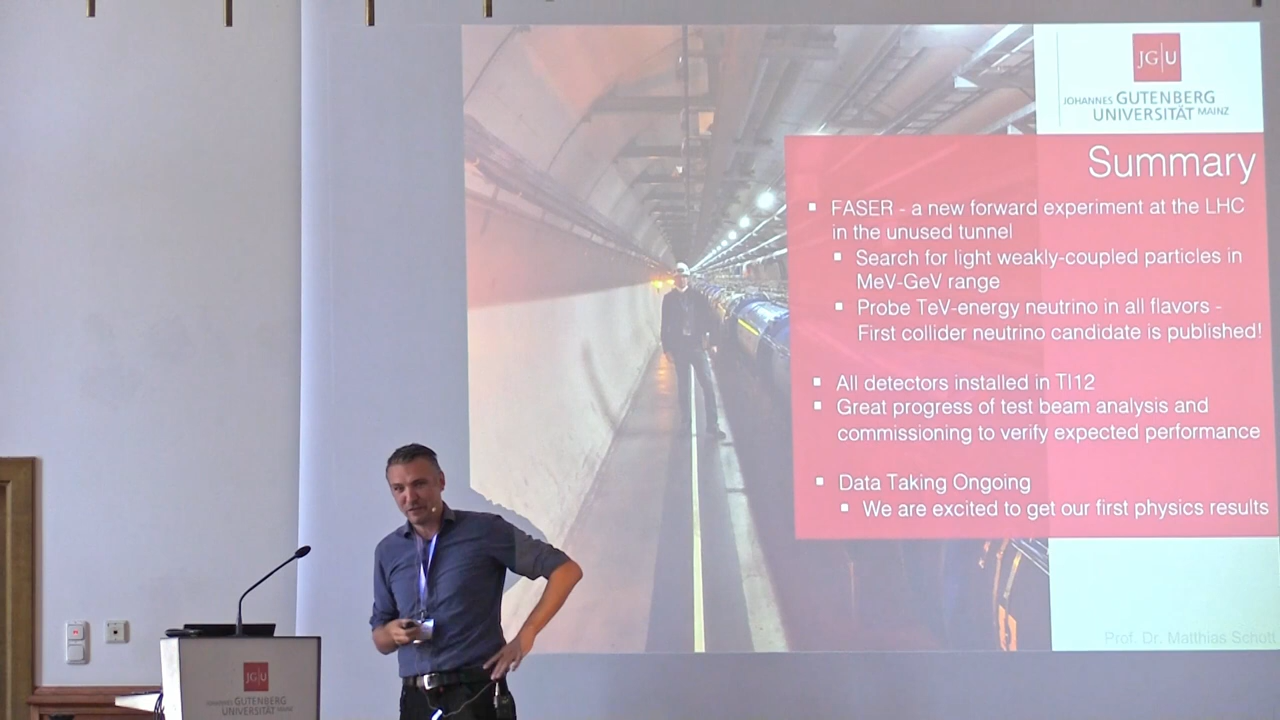 JG|U
JOHANNES GUTENBERG
UNIVERSITÄT MAINZ
Summary
FASER - a new forward experiment at the LHC
in the unused tunnel
Search for light weakly-coupled particles in
MeV-GeV range
Probe TeV-energy neutrino in all flavors -
First collider neutrino candidate is published!
All detectors installed in TI12
Great progress of test beam analysis and
commissioning to verify expected performance
Data Taking Ongoing
We are excited to get our first physics results
Prof. Dr. Matthias Schott
JG|U
JOHANNES GUTENBERG
UNIVERSITÄT MAINZ